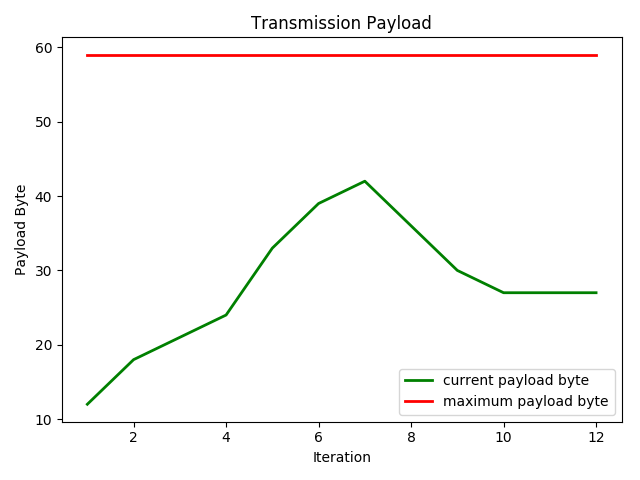 Transmission Payload
60
50
40
30
20
10
Payload Byte
current payload byte
maximum payload byte
2 4 6 8 10 12
Iteration